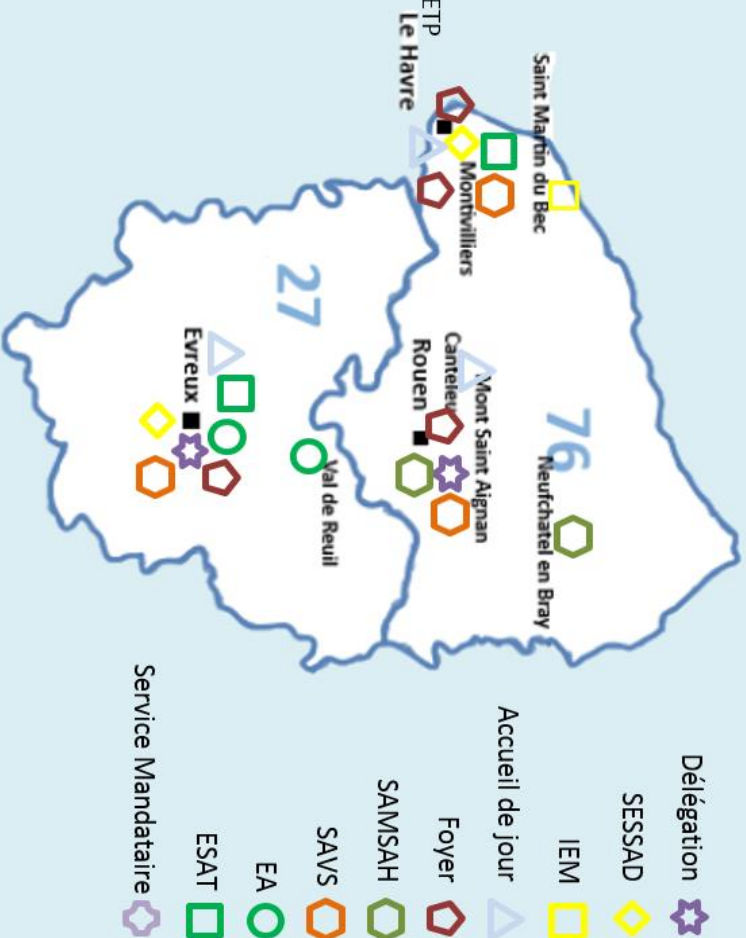 ETP
Le Havre
Saint Martin du Bec
Montivilliers
76
Neufchatel en Bray
Mont Saint Aignan
Canteleu
Rouen
27
Val de Reuil
Evreux
Délégation
SESSAD
IEM
Accueil de jour
Foyer
SAMSAH
SAVS
EA
ESAT
Service Mandataire